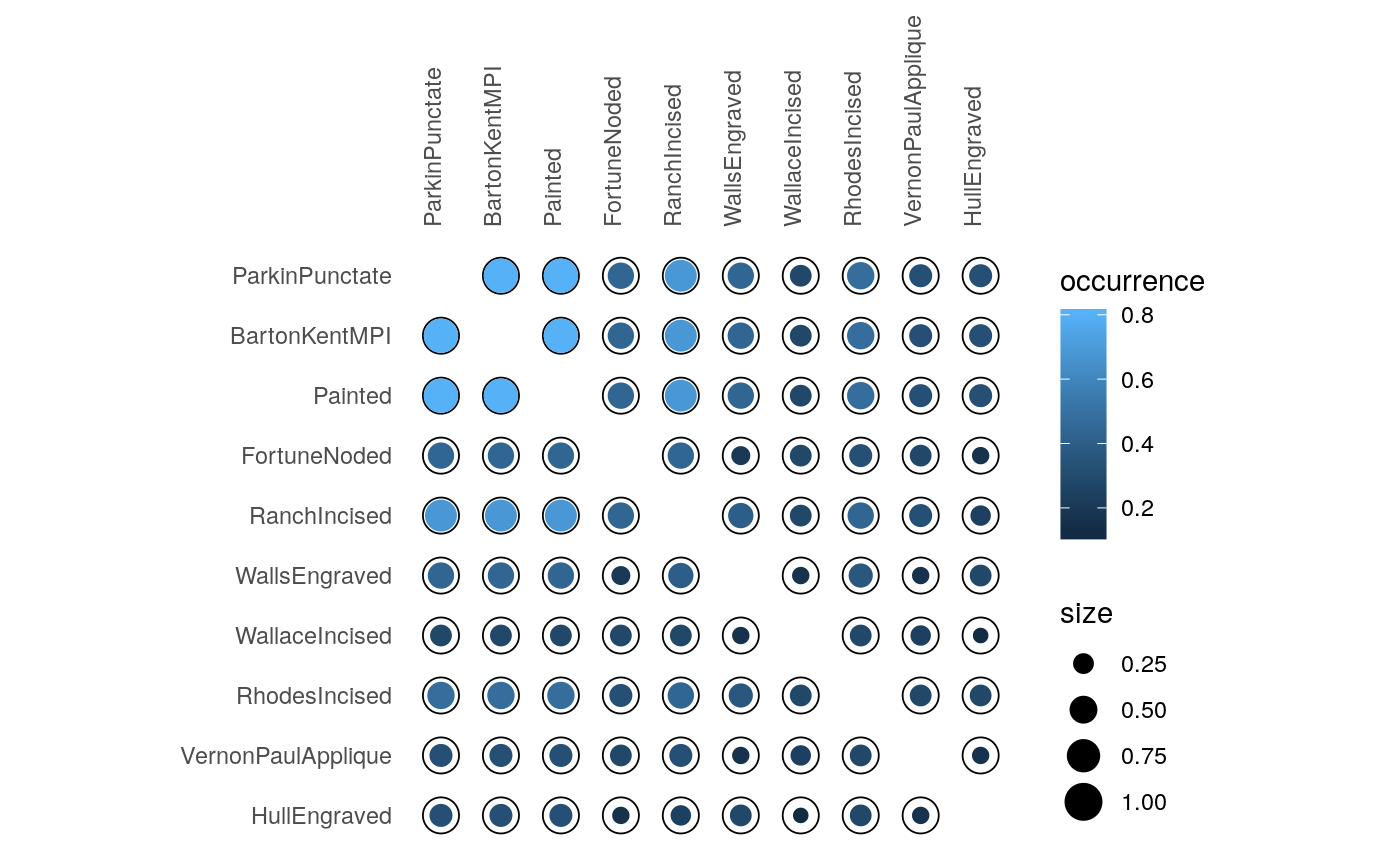 ParkinPunctate
BartonKentMPI
Painted
FortuneNoded
RanchIncised
WallsEngraved
WallaceIncised
RhodesIncised
VernonPaulApplique
HullEngraved
ParkinPunctate
BartonKentMPI
Painted
FortuneNoded
RanchIncised
WallsEngraved
WallaceIncised
RhodesIncised
VernonPaulApplique
HullEngraved
occurrence
0.8
0.6
0.4
0.2
size
0.25
0.50
0.75
1.00